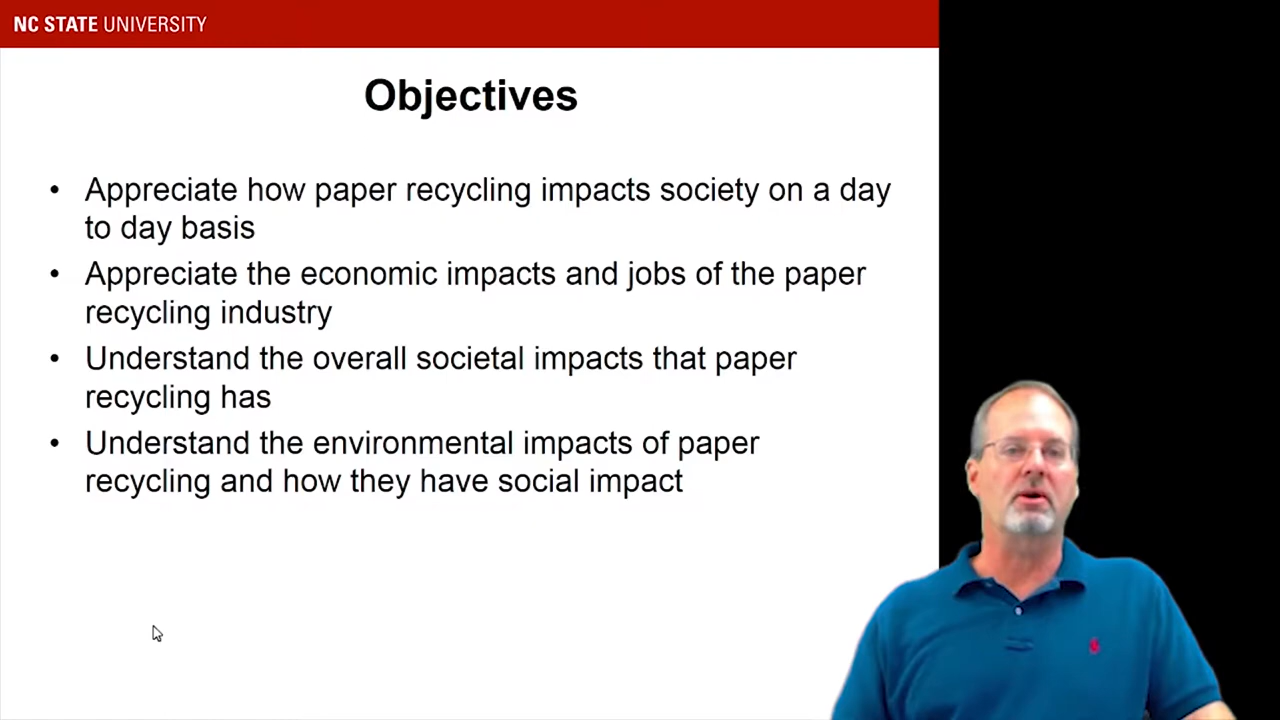 NC STATE UNIVERSITY
Objectives
• Appreciate how paper recycling impacts society on a day
to day basis
• Appreciate the economic impacts and jobs of the paper
recycling industry
• Understand the overall societal impacts that paper
recycling has
• Understand the environmental impacts of paper
recycling and how they have social impact